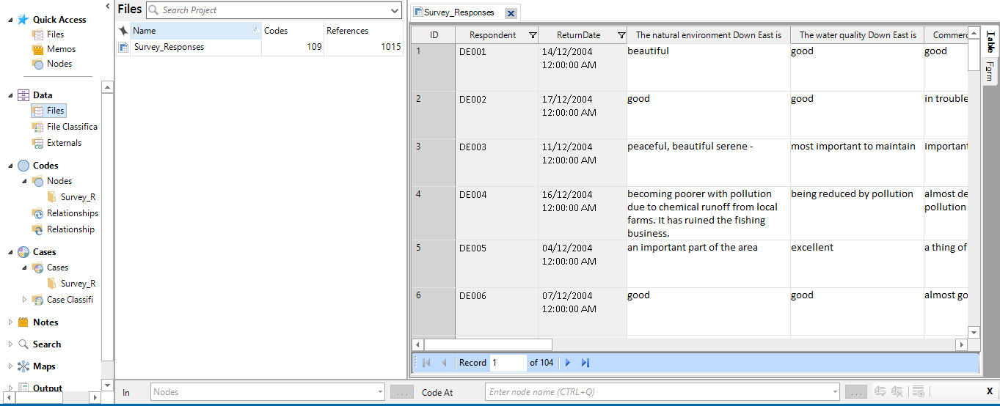 Quick Access
Files
Memos
Nodes
Data
Files
File Classifica
Externals
Codes
Nodes
Survey_R
Relationships
Relationship
Cases
Cases
Survey_R
Case Classifi
Notes
Search
Maps
Output
Files
Search Project
Name Codes References
Survey_Responses 109 1015
Survey_Responses
ID Respondent ReturnDate The natural environment Down East is The water quality Down East is Commerc
1 DE001 14/12/2004 beautiful good good
12:00:00 AM
2 DE002 17/12/2004 good good in trouble
12:00:00 AM
3 DE003 11/12/2004 peaceful, beautiful serene - most important to maintain important
12:00:00 AM
4 DE004 16/12/2004 becoming poorer with pollution being reduced by pollution almost de
12:00:00 AM due to chemical runoff from local pollution
farms. It has ruined the fishing
business.
5 DE005 04/12/2004 an important part of the area excellent a thing of
12:00:00 AM
6 DE006 07/12/2004 good good almost go
12:00:00 AM
Record 1 of 104
Table
Form
In Nodes ... Code At Enter node name (CTRL+Q) ... X